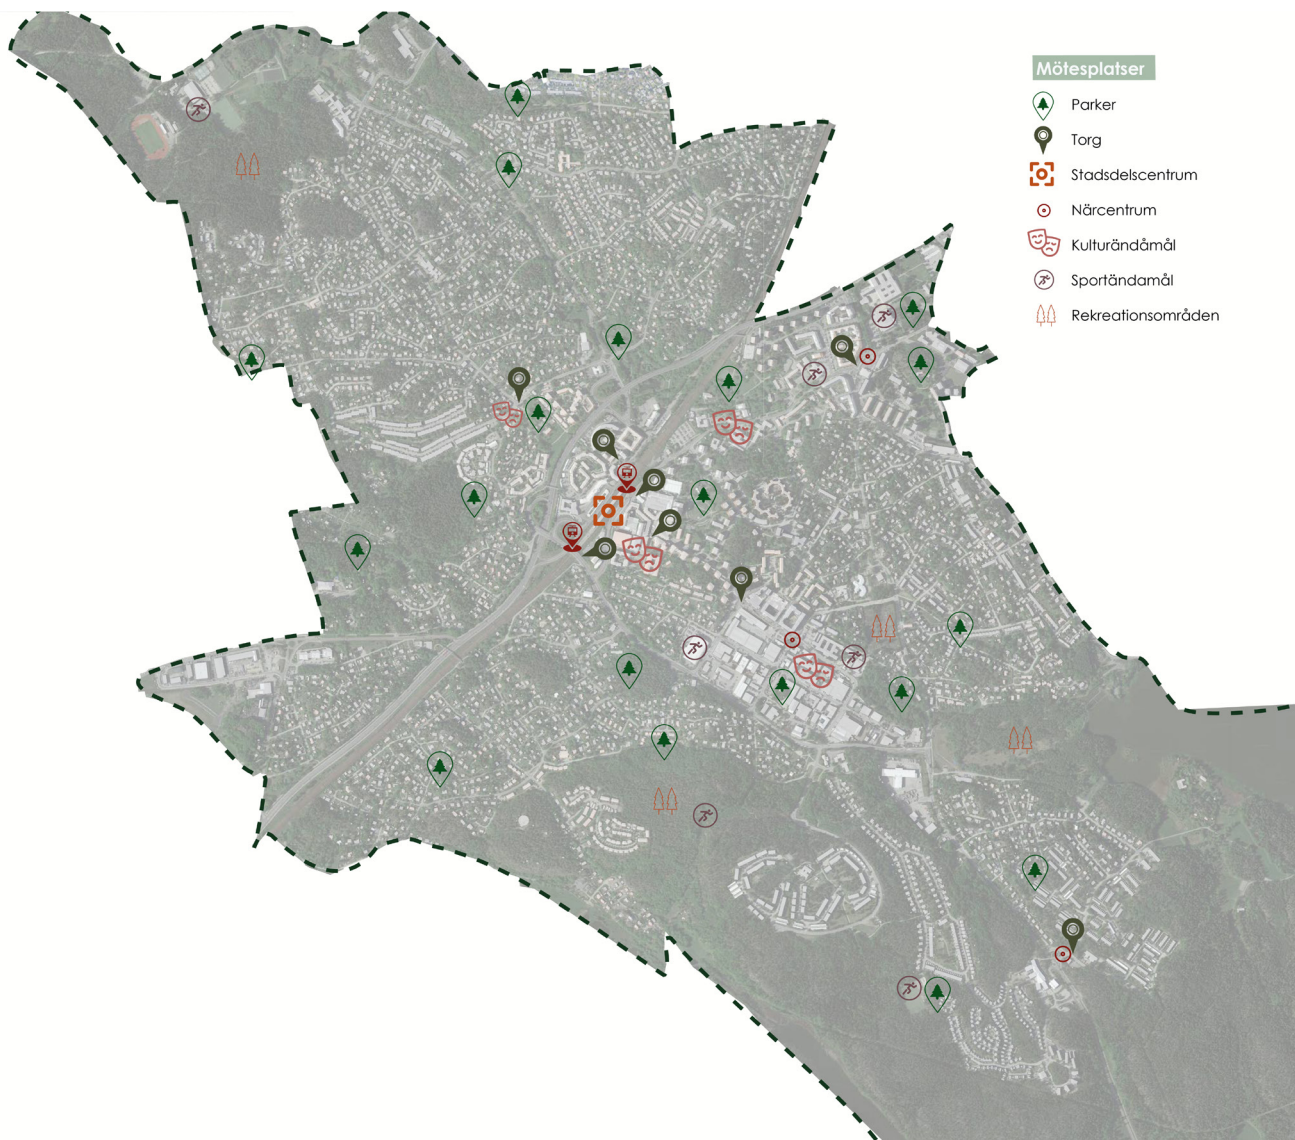 Mötesplatser
Parker
Torg
Stadsdelscentrum
Närcentrum
Kulturändåmål
Sportändamål
Rekreationsområden